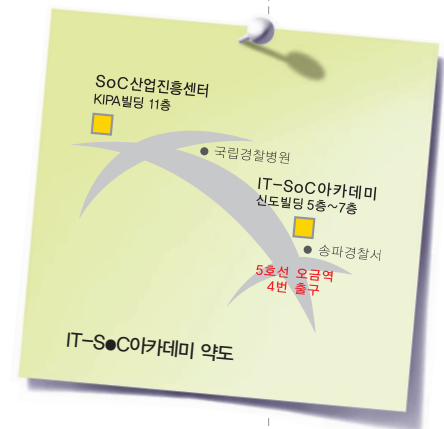 SoC산업진흥센터
KIPA빌딩 11층
국립경찰병원
IT-SoC아카데미
신도빌딩 5층~7층
송파경찰서
5호선 오금역
4번 출구
IT-S●C아카데미 약도